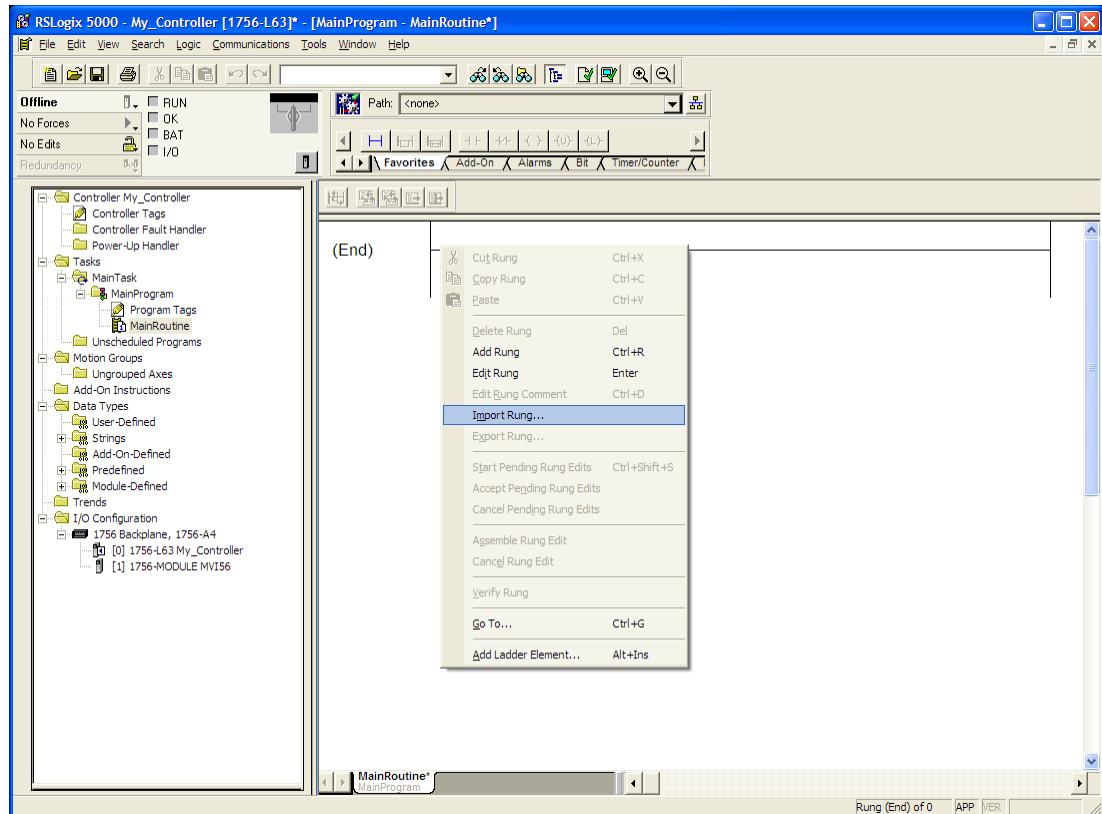 RSLogix 5000 - My_Controller [1756-L63]* - [MainProgram - MainRoutine*]
File Edit View Search Logic Communications Tools Window Help
Offline
RUN
No Forces
OK
No Edits
BAT
Redundancy
I/O
Path: <none>
Favorites Add-On Alarms Bit Timer/Counter
Controller My_Controller
Controller Tags
Controller Fault Handler
Power-Up Handler
Tasks
MainTask
MainProgram
Program Tags
MainRoutine
Unscheduled Programs
Motion Groups
Ungrouped Axes
Add-On Instructions
Data Types
User-Defined
Strings
Add-On-Defined
Predefined
Module-Defined
Trends
I/O Configuration
1756 Backplane, 1756-A4
[0] 1756-L63 My_Controller
[1] 1756-MODULE MVI56
(End)
Cut Rung Ctrl+X
Copy Rung Ctrl+C
Paste Ctrl+V
Delete Rung Del
Add Rung Ctrl+R
Edit Rung Enter
Edit Rung Comment Ctrl+D
Import Rung...
Export Rung...
Start Pending Rung Edits Ctrl+Shift+S
Accept Pending Rung Edits
Cancel Pending Rung Edits
Assemble Rung Edit
Cancel Rung Edit
Verify Rung
Go To... Ctrl+G
Add Ladder Element... Alt+Ins
MainRoutine*
MainProgram
Rung (End) of 0 APP VER